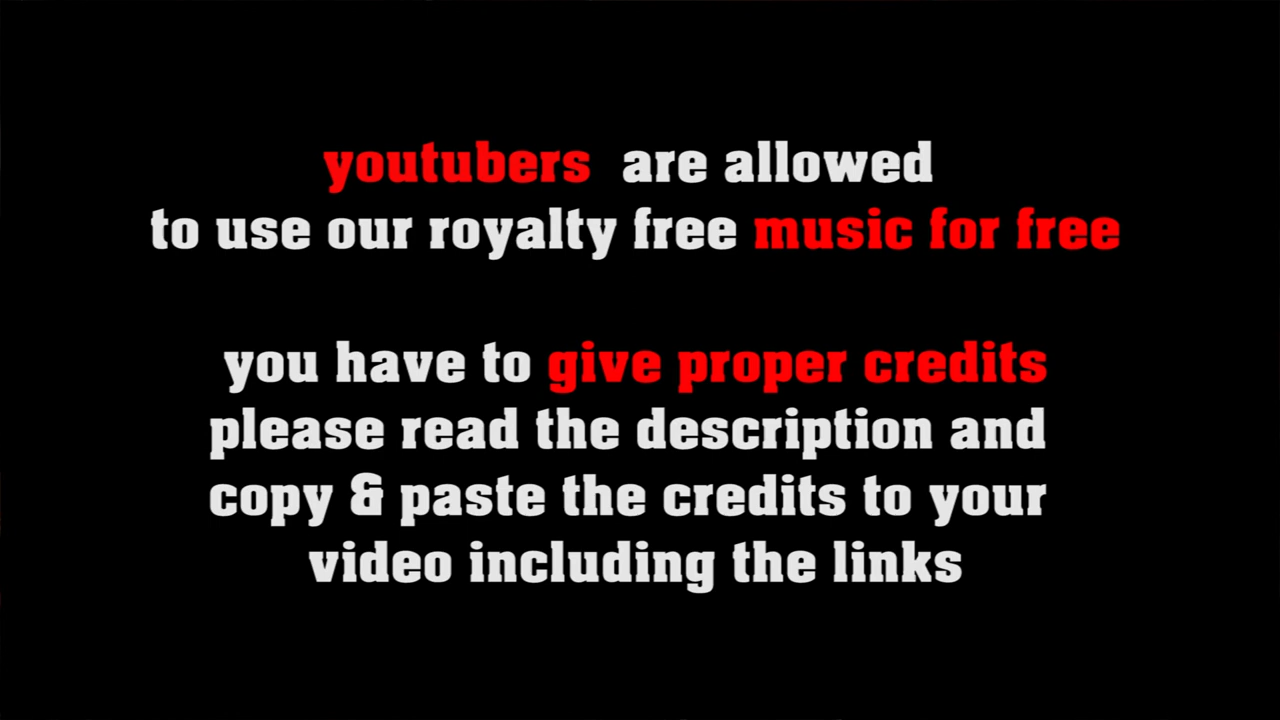 youtubers are allowed
to use our royalty free music for free
you have to give proper credits
please read the description and
copy & paste the credits to your
video including the links